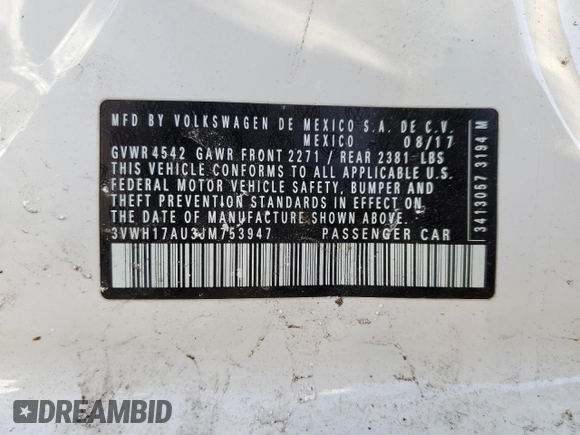 MFD BY VOLKSWAGEN DE MEXICO S.A. DE C.V.
MEXICO 08/17
GVWR 4542 GAWR FRONT 2271 / REAR 2381 LBS
THIS VEHICLE CONFORMS TO ALL APPLICABLE U.S.
FEDERAL MOTOR VEHICLE SAFETY, BUMPER AND
THEFT PREVENTION STANDARDS IN EFFECT ON
THE DATE OF MANUFACTURE SHOWN ABOVE.
3VWH17AU3JM753947 PASSENGER CAR
3413057 3194 M
DREAMBID